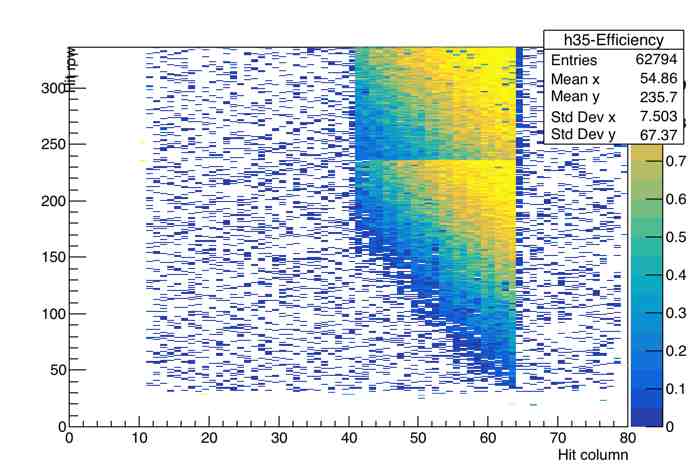 h35-Efficiency
Entries 62794
Mean x 54.86
Mean y 235.7
Std Dev x 7.503
Std Dev y 67.37
300
250
200
150
100
50
0
0 10 20 30 40 50 60 70 80
Hit column
0.7
0.6
0.5
0.4
0.3
0.2
0.1
0